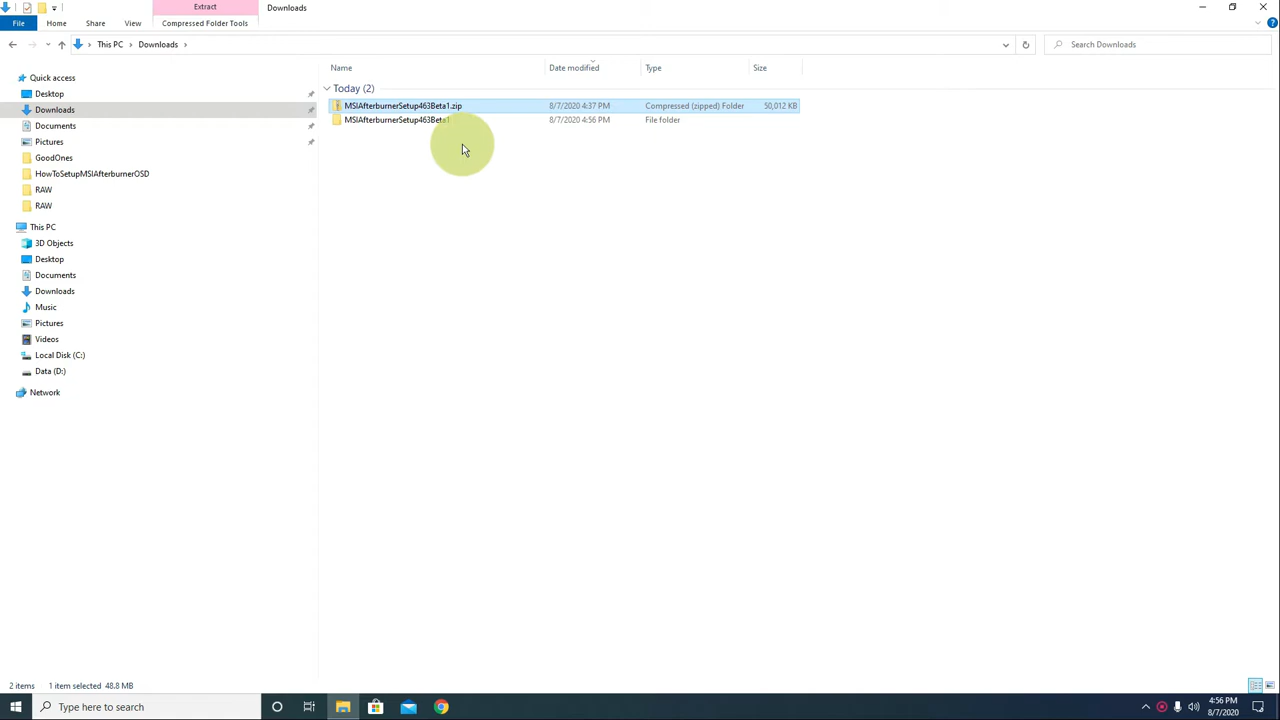 Extract
Downloads
File
Home
Share
View
Compressed Folder Tools
This PC
Downloads
Search Downloads
Name
Date modified
Type
Size
Quick access
Desktop
Downloads
Documents
Pictures
GoodOnes
HowToSetupMSIAfterburnerOSD
RAW
RAW
This PC
3D Objects
Desktop
Documents
Downloads
Music
Pictures
Videos
Local Disk (C:)
Data (D:)
Network
Today (2)
MSIAfterburnerSetup463Beta1.zip 8/7/2020 4:37 PM Compressed (zipped) Folder 50,012 KB
MSIAfterburnerSetup463Beta1 8/7/2020 4:56 PM File folder
2 items 1 item selected 48.8 MB
Type here to search
4:56 PM
8/7/2020